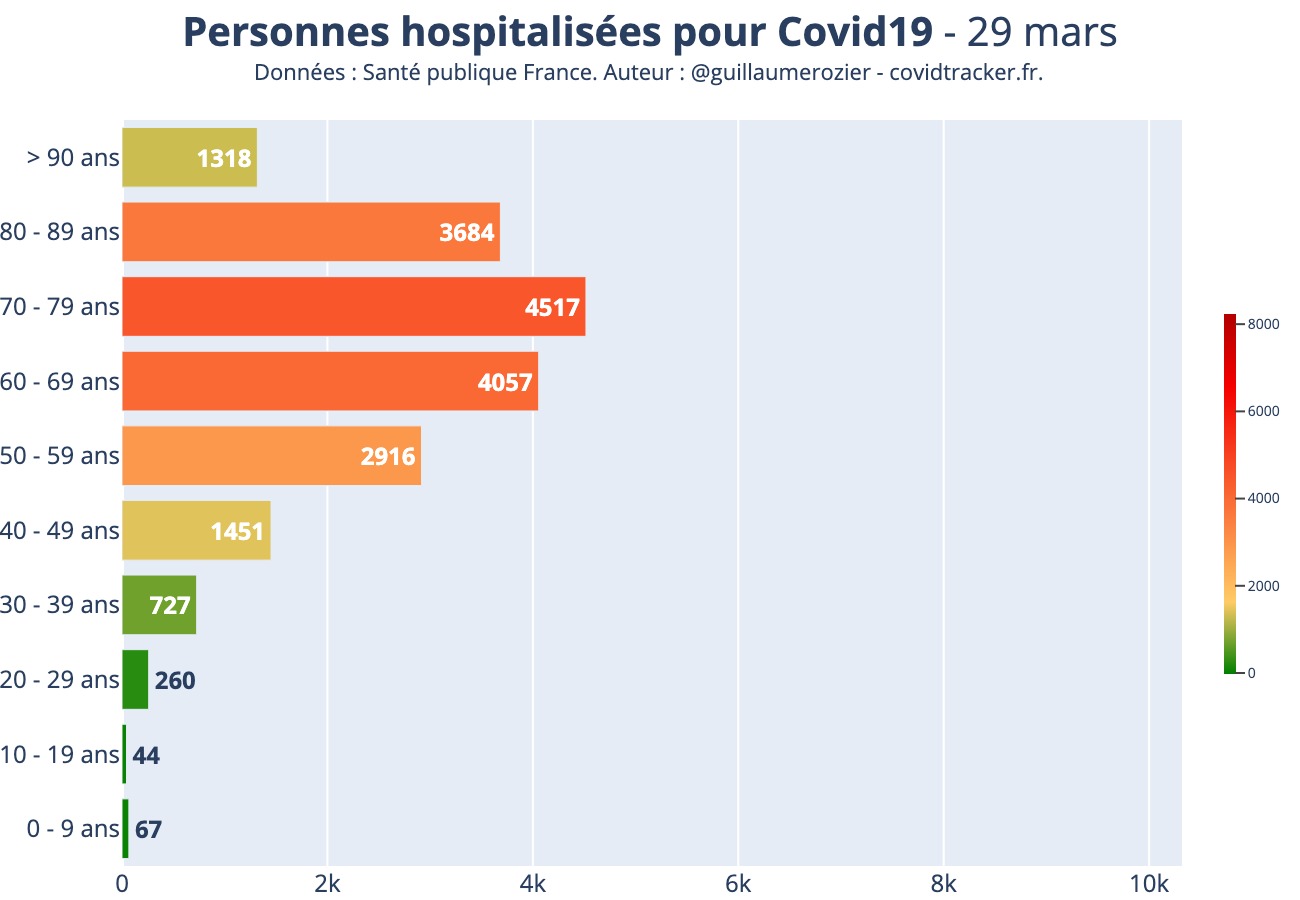 Personnes hospitalisées pour Covid19 - 29 mars
Données : Santé publique France. Auteur : @guillaumerozier - covidtracker.fr.
> 90 ans 1318
80 - 89 ans 3684
70 - 79 ans 4517
60 - 69 ans 4057
50 - 59 ans 2916
40 - 49 ans 1451
30 - 39 ans 727
20 - 29 ans 260
10 - 19 ans 44
0 - 9 ans 67
0 2k 4k 6k 8k 10k
8000
6000
4000
2000
0